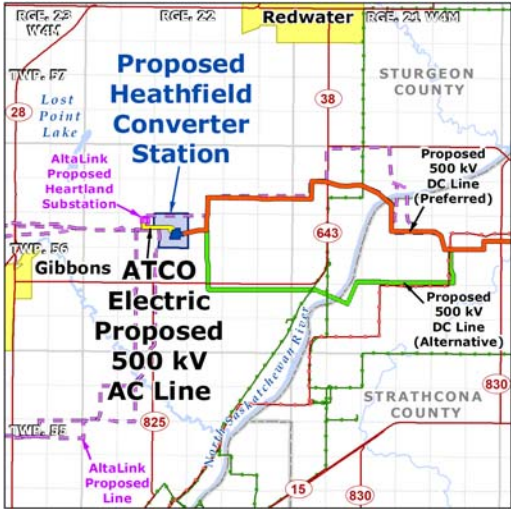 RGE. 23
W4M
RGE. 22
Redwater
RGE. 21 W4M
TWP. 57
Proposed
Heathfield
Converter
Station
STURGEON
COUNTY
Lost
Point
Lake
28
38
AltaLink
Proposed
Heartland
Substation
Proposed
500 kV
DC Line
(Preferred)
643
TWP. 56
Gibbons
ATCO
Electric
Proposed
500 kV
AC Line
Proposed
500 kV
DC Line
(Alternative)
North Saskatchewan River
830
STRATHCONA
COUNTY
TWP. 55
825
AltaLink
Proposed
Line
15
830